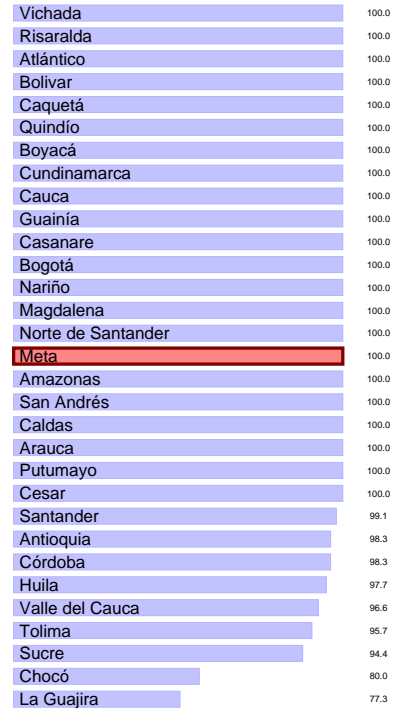 Vichada 100.0
Risaralda 100.0
Atlántico 100.0
Bolivar 100.0
Caquetá 100.0
Quindío 100.0
Boyacá 100.0
Cundinamarca 100.0
Cauca 100.0
Guainía 100.0
Casanare 100.0
Bogotá 100.0
Nariño 100.0
Magdalena 100.0
Norte de Santander 100.0
Meta 100.0
Amazonas 100.0
San Andrés 100.0
Caldas 100.0
Arauca 100.0
Putumayo 100.0
Cesar 100.0
Santander 99.1
Antioquia 98.3
Córdoba 98.3
Huila 97.7
Valle del Cauca 96.6
Tolima 95.7
Sucre 94.4
Chocó 80.0
La Guajira 77.3